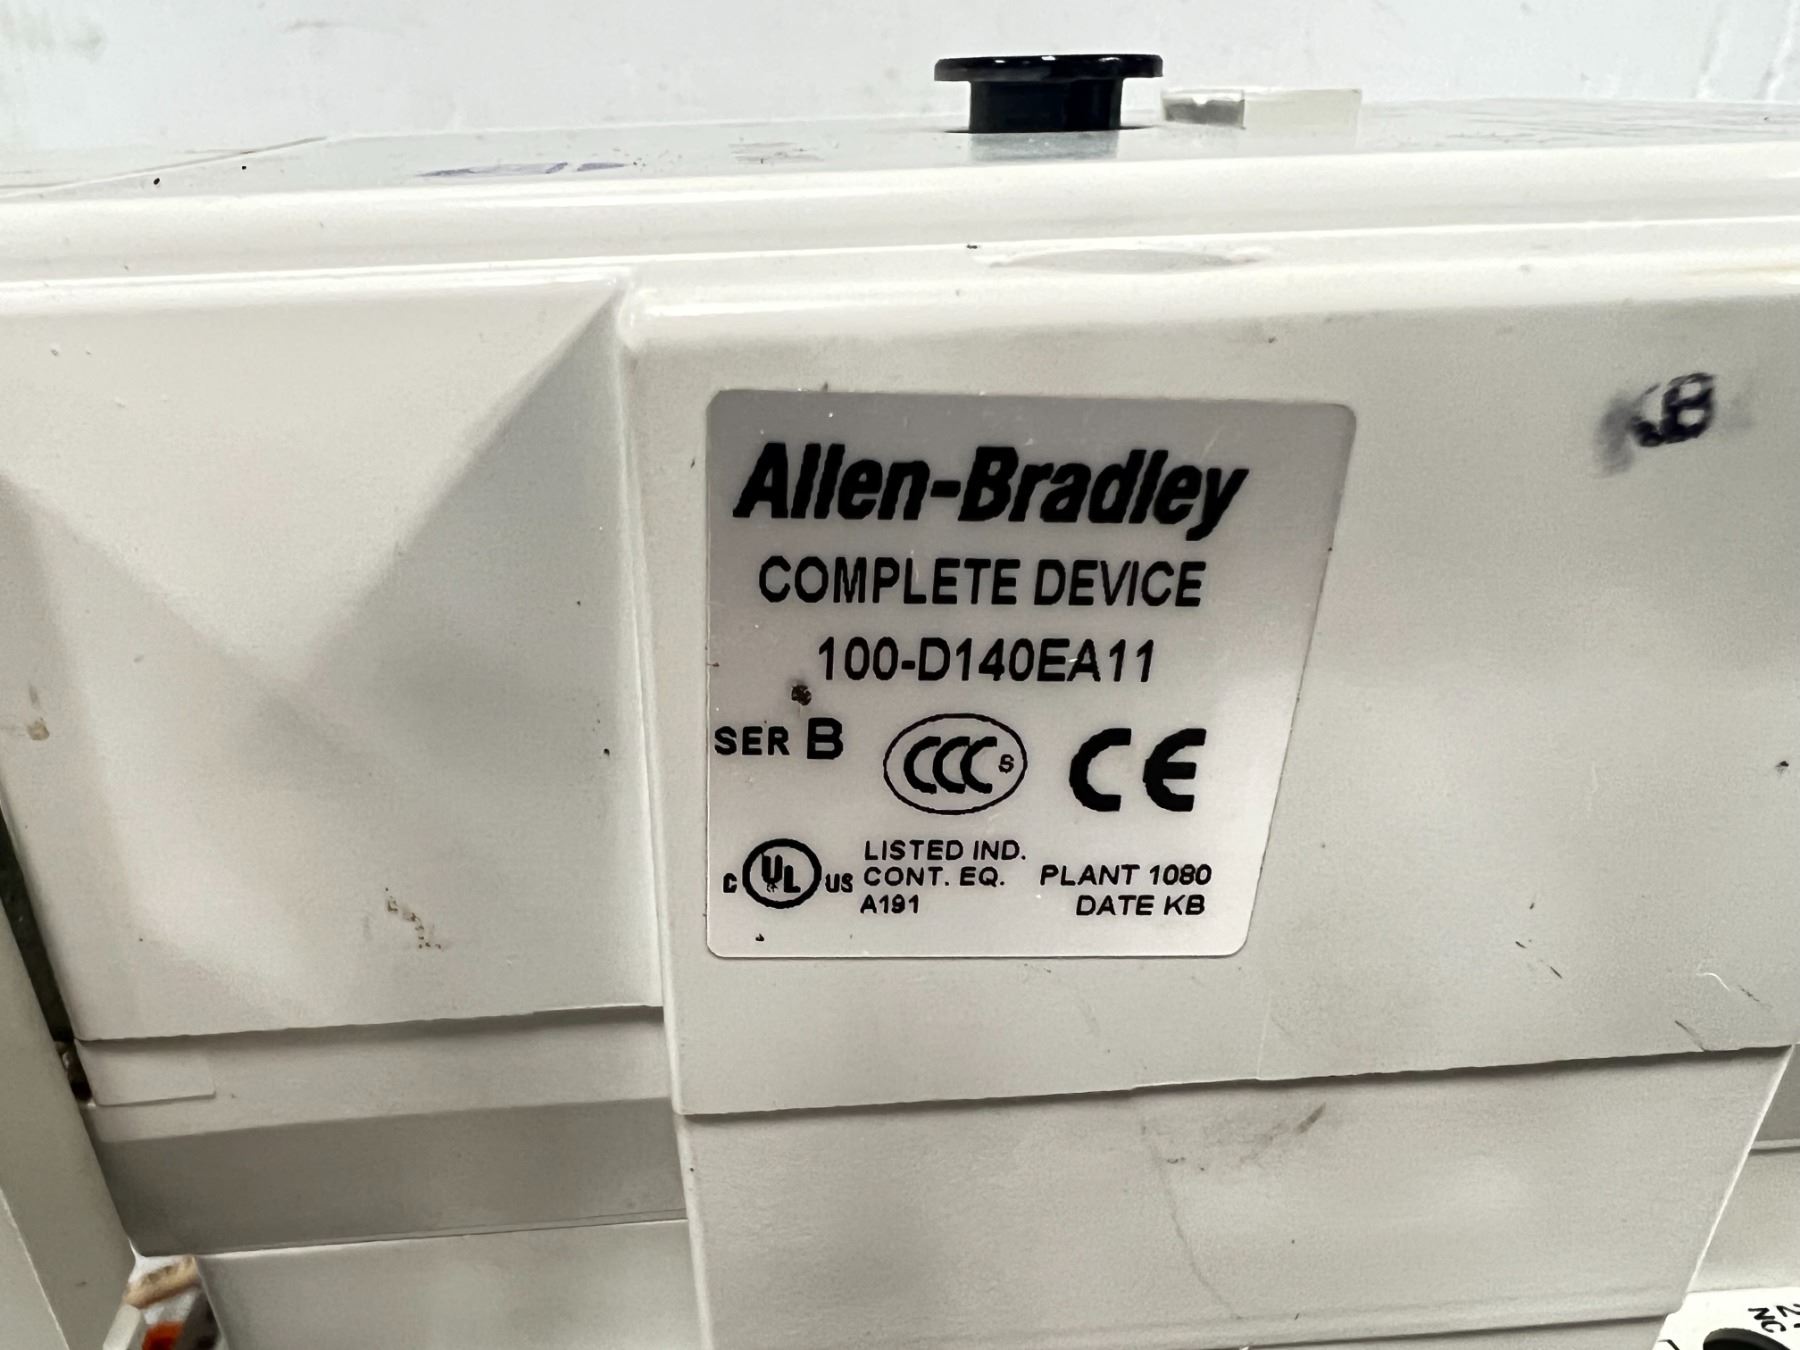 KB
Allen-Bradley
COMPLETE DEVICE
100-D140EA11
SER B CCC S CE
C UL US LISTED IND.
CONT. EQ.
A191
PLANT 1080
DATE KB
NC